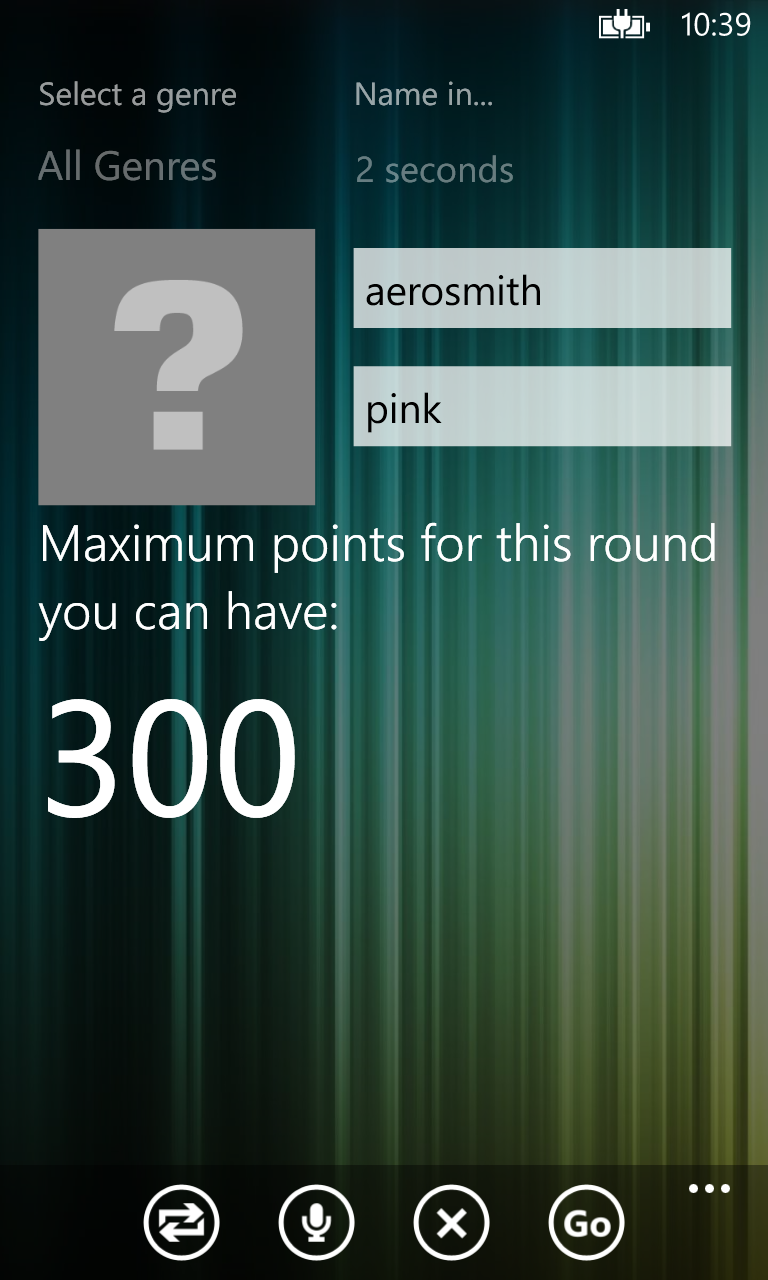 10:39
Select a genre
Name in...
All Genres
2 seconds
?
aerosmith
pink
Maximum points for this round
you can have:
300
Go